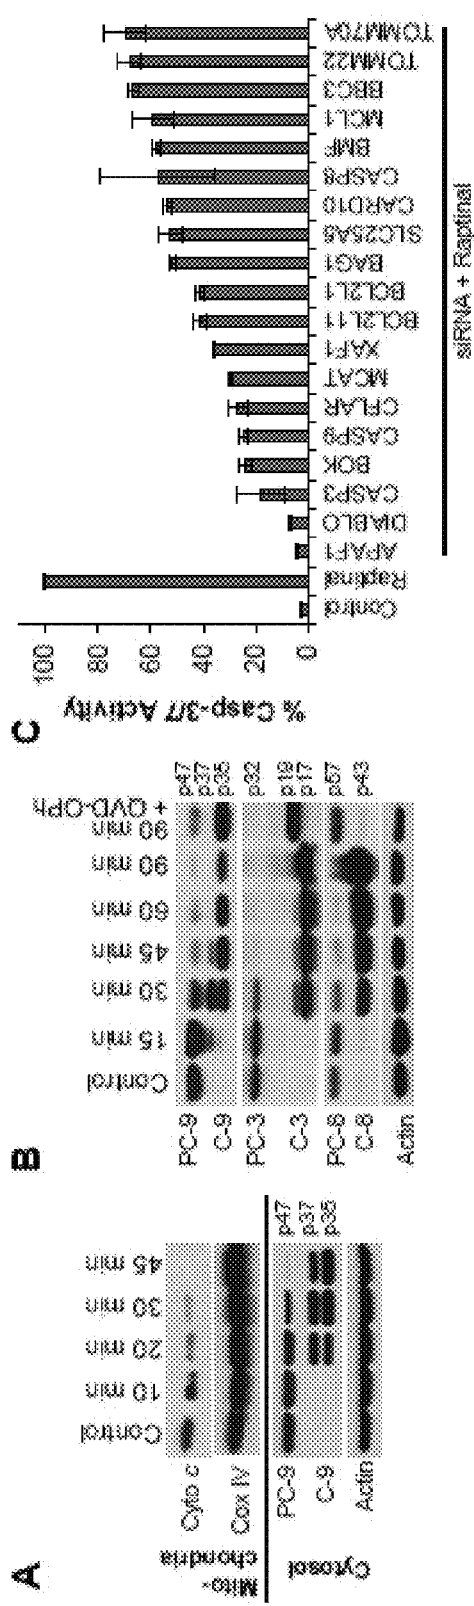 A
Control
10 min
20 min
30 min
45 min
Mito-
chondria
Cyto c
Cox IV
Cytosol
PC-9
p47
C-9
p37
p35
Actin
B
Control
15 min
30 min
45 min
60 min
90 min
90 min
+ QVD-OPh
PC-9
p47
p37
C-9
p35
PC-3
p32
C-3
p19
p17
PC-8
p57
C-8
p43
Actin
C
% Casp-3/7 Activity
100
80
60
40
20
0
Control
Raptinal
APAF1
DIABLO
CASP3
BOK
CASP9
CFLAR
MCAT
XAF1
BCL2L11
BCL2L1
BAG1
SLC25A5
CARD10
CASP8
BMF
MCL1
BBC3
TOMM22
TOMM70A
siRNA + Raptinal